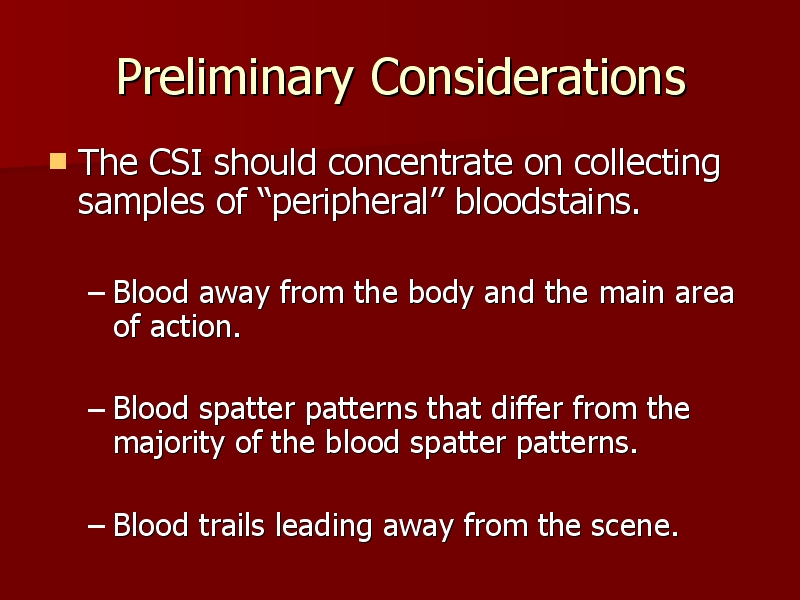 Preliminary Considerations
The CSI should concentrate on collecting
samples of “peripheral” bloodstains.
– Blood away from the body and the main area
of action.
– Blood spatter patterns that differ from the
majority of the blood spatter patterns.
– Blood trails leading away from the scene.